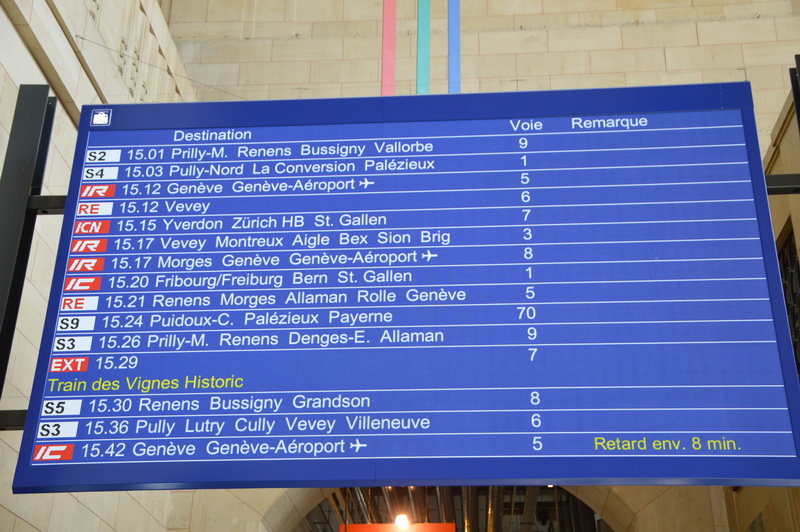 Destination Voie Remarque
S2 15.01 Prilly-M. Renens Bussigny Vallorbe 9
S4 15.03 Pully-Nord La Conversion Palézieux 1
IR 15.12 Genève Genève-Aéroport 5
RE 15.12 Vevey 6
ICN 15.15 Yverdon Zürich HB St. Gallen 7
IR 15.17 Vevey Montreux Aigle Bex Sion Brig 3
IR 15.17 Morges Genève Genève-Aéroport 8
IC 15.20 Fribourg/Freiburg Bern St. Gallen 1
RE 15.21 Renens Morges Allaman Rolle Genève 5
S9 15.24 Puidoux-C. Palézieux Payerne 70
S3 15.26 Prilly-M. Renens Denges-E. Allaman 9
EXT 15.29 7
Train des Vignes Historic
S5 15.30 Renens Bussigny Grandson 8
S3 15.36 Pully Lutry Cully Vevey Villeneuve 6
IC 15.42 Genève Genève-Aéroport 5 Retard env. 8 min.